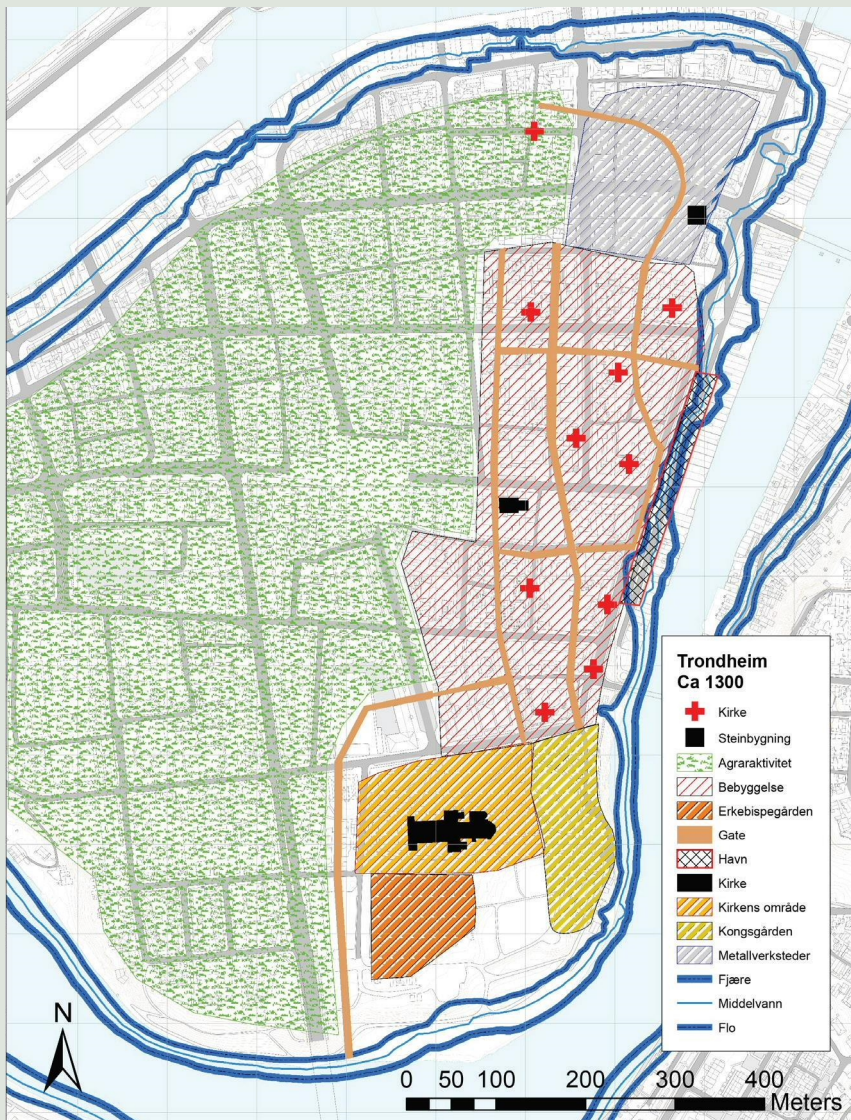 Trondheim
Ca 1300
Kirke
Steinbygning
Agraraktivitet
Bebyggelse
Erkebispegården
Gate
Havn
Kirke
Kirkens område
Kongsgården
Metallverksteder
Fjære
Middelvann
Flo
N
0 50 100 200 300 400
Meters